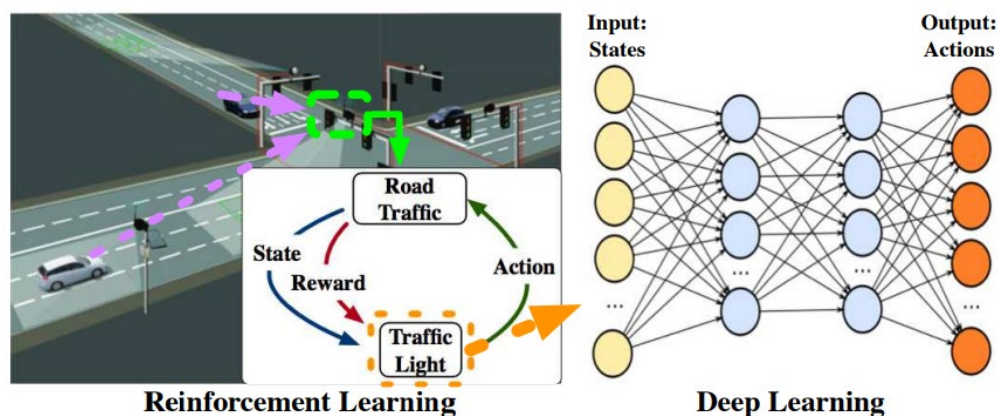 Road
Traffic
State
Reward
Action
Traffic
Light
Reinforcement Learning
Input:
States
Output:
Actions
...
...
...
...
Deep Learning